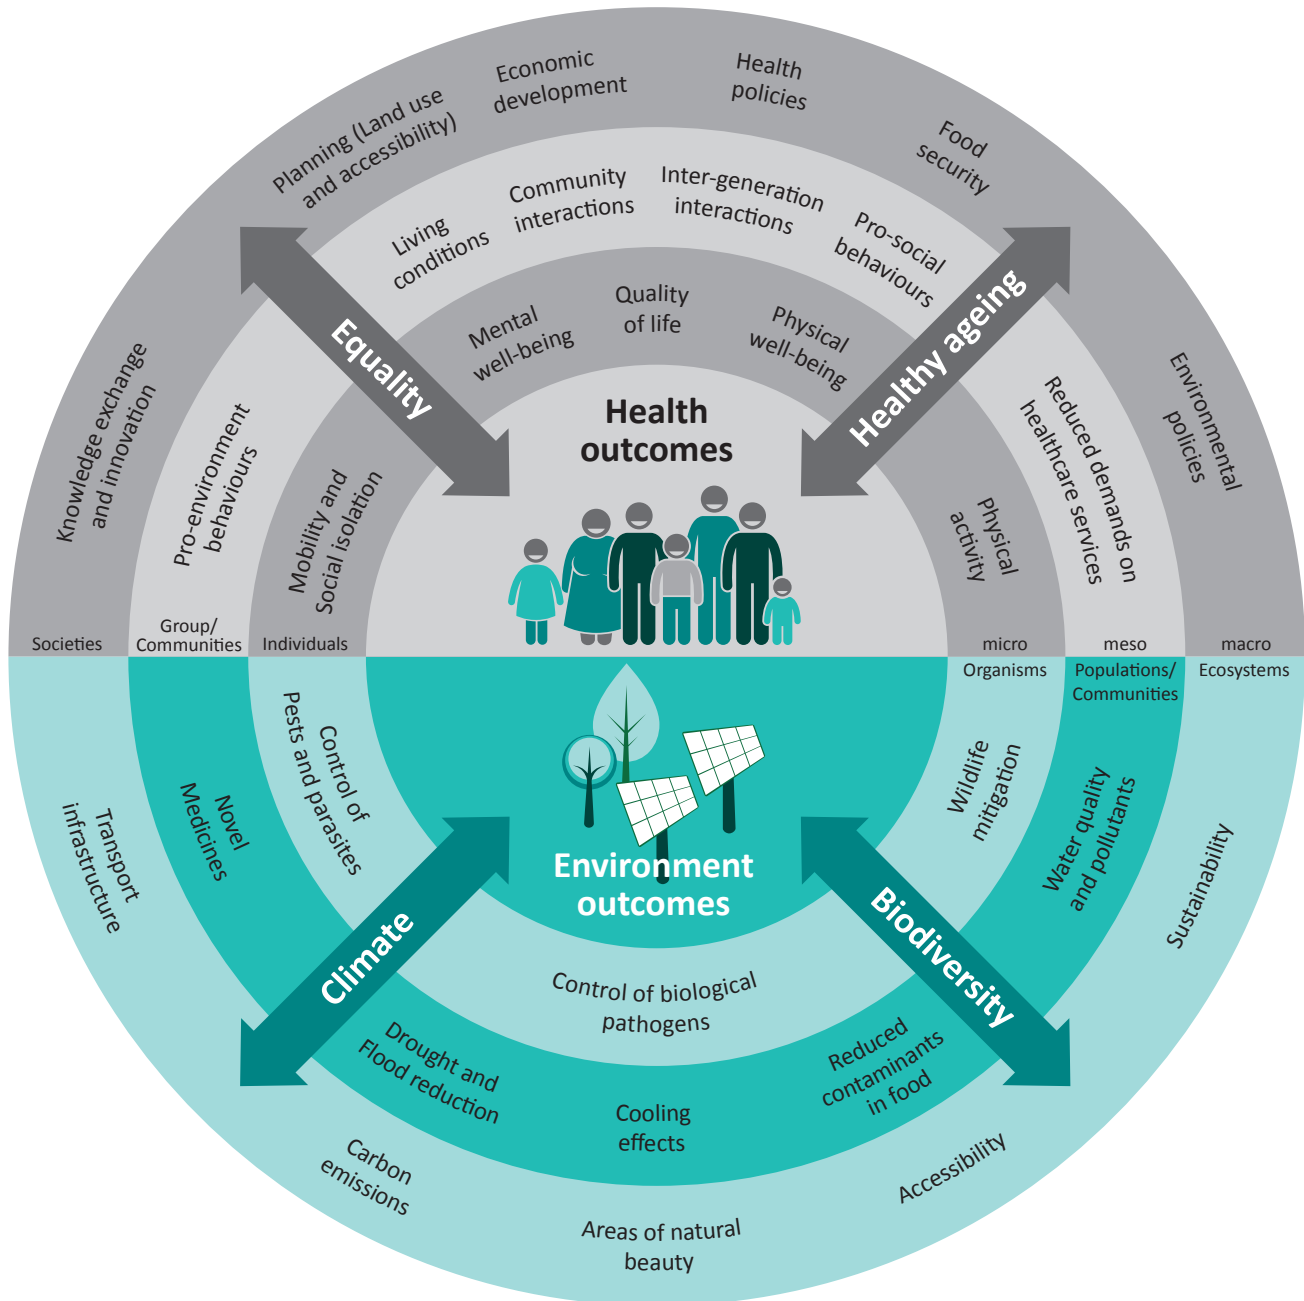 Economic
development
Health
policies
Planning (Land use
and accessibility)
Food
security
Knowledge exchange
and innovation
Environmental
policies
Community
interactions
Inter-generation
interactions
Living
conditions
Pro-social
behaviours
Pro-environment
behaviours
Reduced demands on
healthcare services
Quality
of life
Mental
well-being
Physical
well-being
Mobility and
Social isolation
Physical
activity
Equality
Healthy ageing
Health
outcomes
Societies
Group/
Communities
Individuals
micro
meso
macro
Organisms
Populations/
Communities
Ecosystems
Environment
outcomes
Climate
Biodiversity
Control of
Pests and parasites
Wildlife
mitigation
Control of biological
pathogens
Novel
Medicines
Water quality
and pollutants
Drought and
Flood reduction
Cooling
effects
Reduced
contaminants
in food
Transport
infrastructure
Sustainability
Carbon
emissions
Accessibility
Areas of natural
beauty